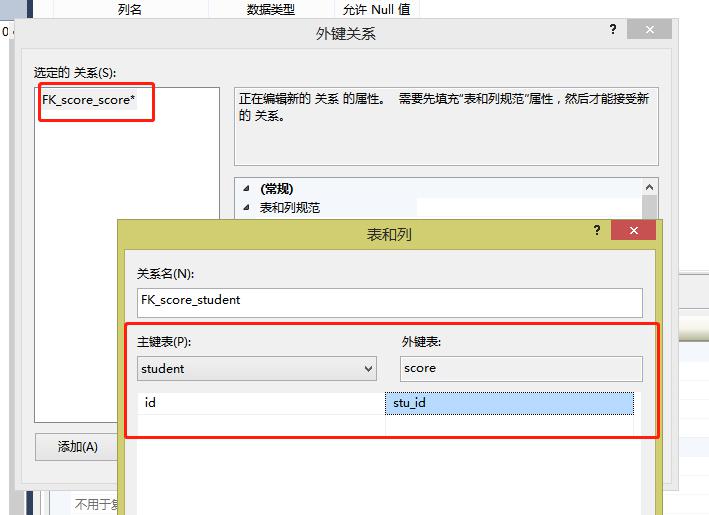 列名 数据类型 允许 Null 值
外键关系
选定的 关系(S):
FK_score_score*
正在编辑新的 关系 的属性。 需要先填充"表和列规范"属性，然后才能接受新
的 关系。
(常规)
表和列规范
表和列
关系名(N):
FK_score_student
主键表(P): 外键表:
student score
id stu_id
添加(A)
不用于复